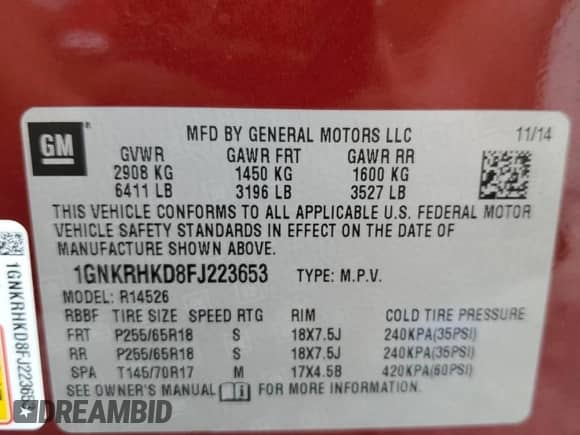 GM
®
MFD BY GENERAL MOTORS LLC 11/14
GVWR GAWR FRT GAWR RR
2908 KG 1450 KG 1600 KG
6411 LB 3196 LB 3527 LB
THIS VEHICLE CONFORMS TO ALL APPLICABLE U.S. FEDERAL MOTOR
VEHICLE SAFETY STANDARDS IN EFFECT ON THE DATE OF
MANUFACTURE SHOWN ABOVE.
1GNKRHKD8FJ223653 TYPE: M.P.V.
MODEL: R14526
RBBF TIRE SIZE SPEED RTG RIM COLD TIRE PRESSURE
FRT P255/65R18 S 18X7.5J 240KPA(35PSI)
RR P255/65R18 S 18X7.5J 240KPA(35PSI)
SPA T145/70R17 M 17X4.5B 420KPA(60PSI)
SEE OWNER'S MANUAL i FOR MORE INFORMATION
1GNKRHKD8FJ22365
DREAMBID